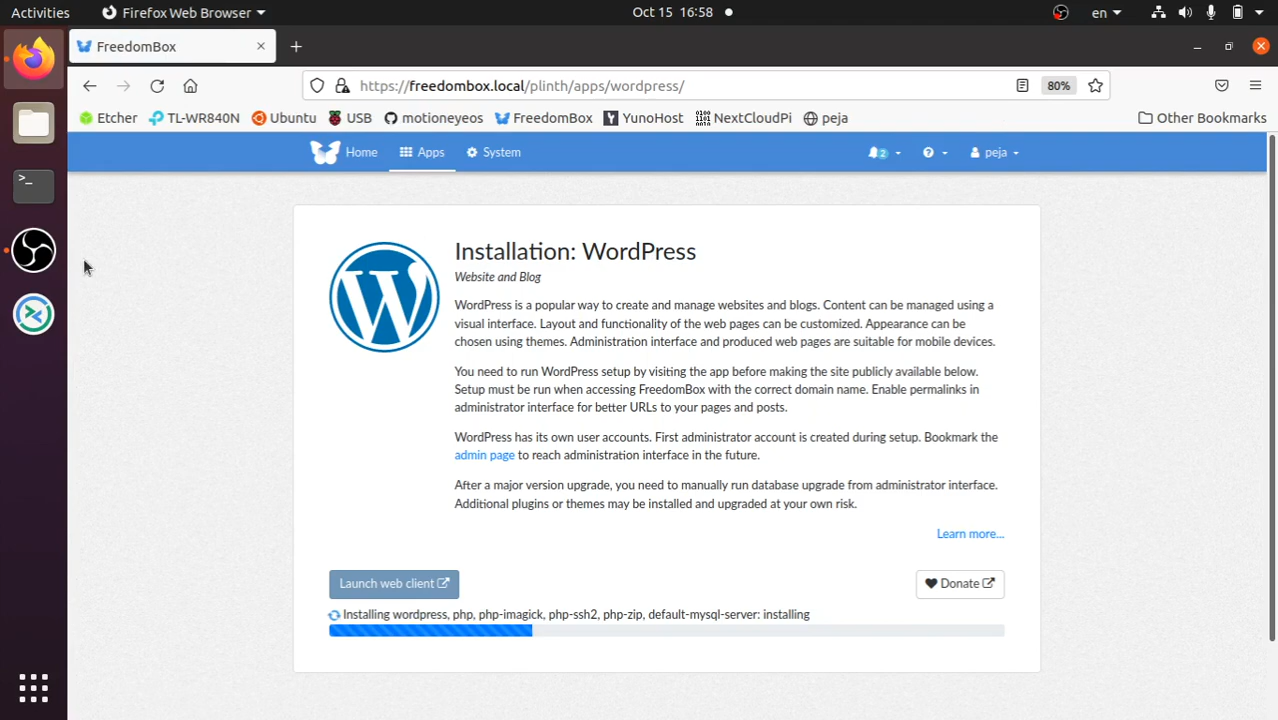 Activities
Firefox Web Browser
Oct 15 16:58
en
FreedomBox
https://freedombox.local/plinth/apps/wordpress/
80%
Etcher
TL-WR840N
Ubuntu
USB
motioneyeos
FreedomBox
YunoHost
NextCloudPi
peja
Other Bookmarks
Home
Apps
System
2
peja
Installation: WordPress
Website and Blog
WordPress is a popular way to create and manage websites and blogs. Content can be managed using a
visual interface. Layout and functionality of the web pages can be customized. Appearance can be
chosen using themes. Administration interface and produced web pages are suitable for mobile devices.
You need to run WordPress setup by visiting the app before making the site publicly available below.
Setup must be run when accessing FreedomBox with the correct domain name. Enable permalinks in
administrator interface for better URLs to your pages and posts.
WordPress has its own user accounts. First administrator account is created during setup. Bookmark the
admin page to reach administration interface in the future.
After a major version upgrade, you need to manually run database upgrade from administrator interface.
Additional plugins or themes may be installed and upgraded at your own risk.
Learn more...
Launch web client
Donate
Installing wordpress, php, php-imagick, php-ssh2, php-zip, default-mysql-server: installing